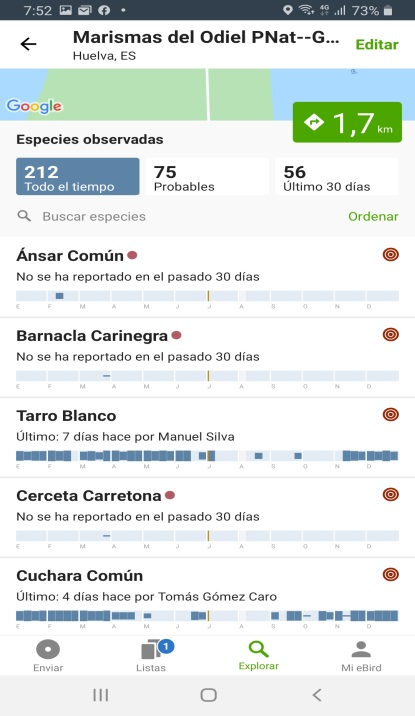 7:52
4G
73%
Marismas del Odiel PNat--G...
Huelva, ES
Editar
Google
1,7 km
Especies observadas
212
Todo el tiempo
75
Probables
56
Último 30 días
Buscar especies
Ordenar
Ánsar Común
No se ha reportado en el pasado 30 días
E F M A M J J A S O N D
Barnacla Carinegra
No se ha reportado en el pasado 30 días
E F M A M J J A S O N D
Tarro Blanco
Último: 7 días hace por Manuel Silva
E F M A M J J A S O N D
Cerceta Carretona
No se ha reportado en el pasado 30 días
E F M A M J J A S O N D
Cuchara Común
Último: 4 días hace por Tomás Gómez Caro
E F M A M J J A S O N D
Enviar
1
Listas
Explorar
Mi eBird